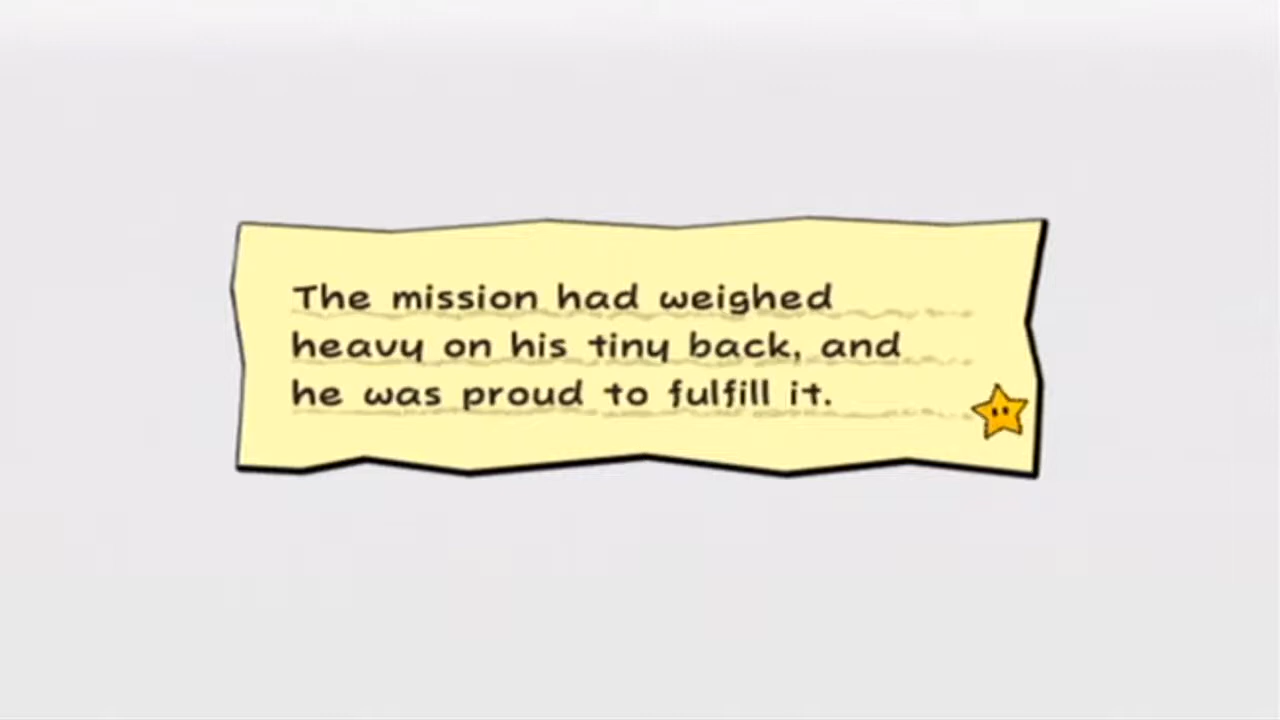 The mission had weighed
heavy on his tiny back, and
he was proud to fulfill it.